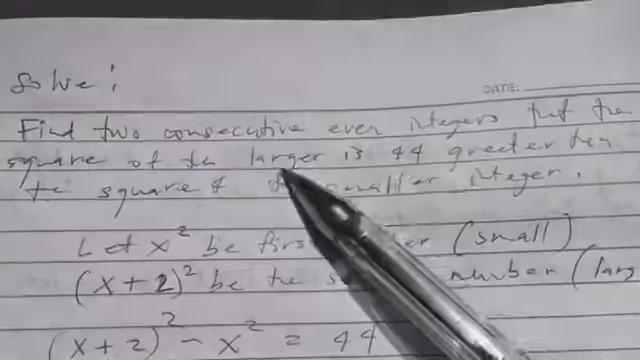 Solve:
DATE:
Find two consecutive even integers that the
square of the larger is 44 greater than
the square of the smaller integer.
Let x² be first (small)
(x+2)² be the number (larg
(x+2)² - x² = 44